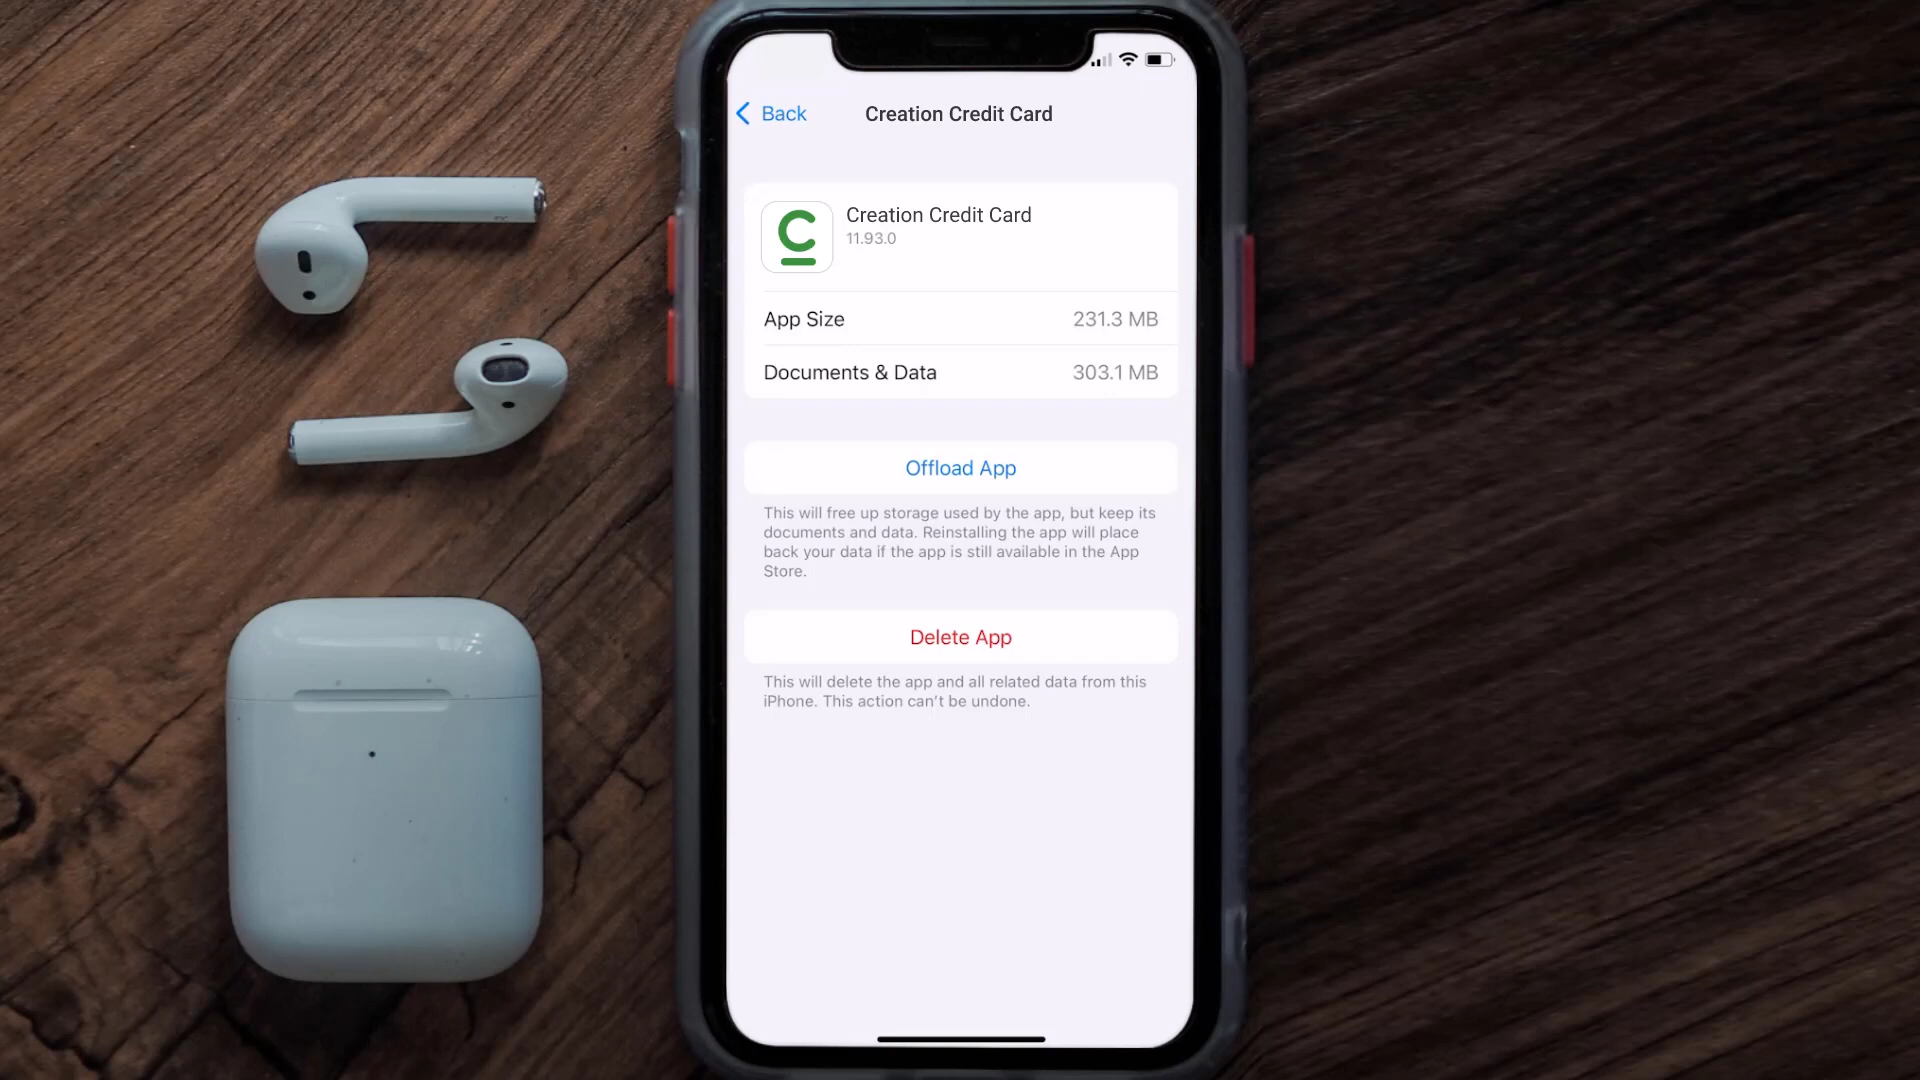 Back
Creation Credit Card
C
Creation Credit Card
11.93.0
App Size 231.3 MB
Documents & Data 303.1 MB
Offload App
This will free up storage used by the app, but keep its
documents and data. Reinstalling the app will place
back your data if the app is still available in the App
Store.
Delete App
This will delete the app and all related data from this
iPhone. This action can't be undone.